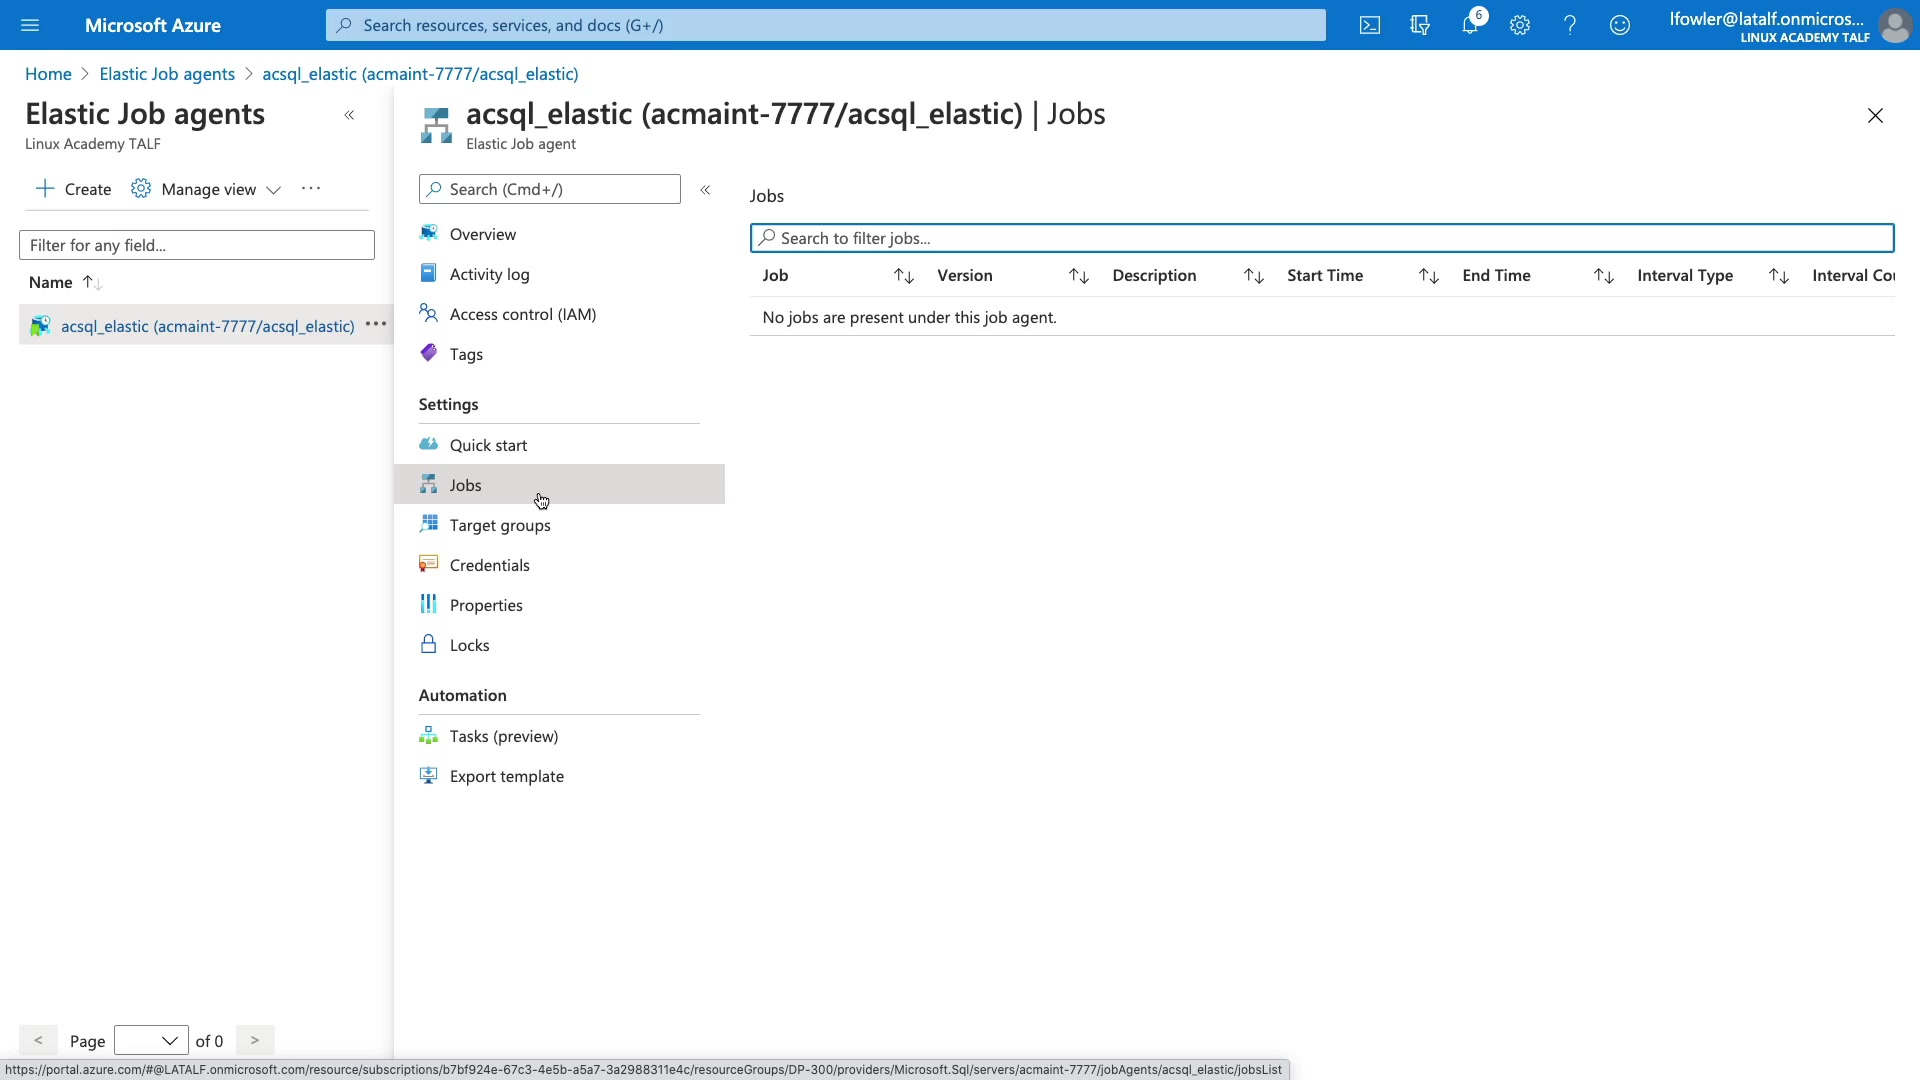 Microsoft Azure
Search resources, services, and docs (G+/)
6
lfowler@latalf.onmicros...
LINUX ACADEMY TALF
Home > Elastic Job agents > acsql_elastic (acmaint-7777/acsql_elastic)
Elastic Job agents
Linux Academy TALF
Create
Manage view
Filter for any field...
Name
acsql_elastic (acmaint-7777/acsql_elastic)
Page
of 0
acsql_elastic (acmaint-7777/acsql_elastic) | Jobs
Elastic Job agent
Search (Cmd+/)
Overview
Activity log
Access control (IAM)
Tags
Settings
Quick start
Jobs
Target groups
Credentials
Properties
Locks
Automation
Tasks (preview)
Export template
Jobs
Search to filter jobs...
Job Version Description Start Time End Time Interval Type Interval Cou
No jobs are present under this job agent.
https://portal.azure.com/#@LATALF.onmicrosoft.com/resource/subscriptions/b7bf924e-67c3-4e5b-a5a7-3a2988311e4c/resourceGroups/DP-300/providers/Microsoft.Sql/servers/acmaint-7777/jobAgents/acsql_elastic/jobsList